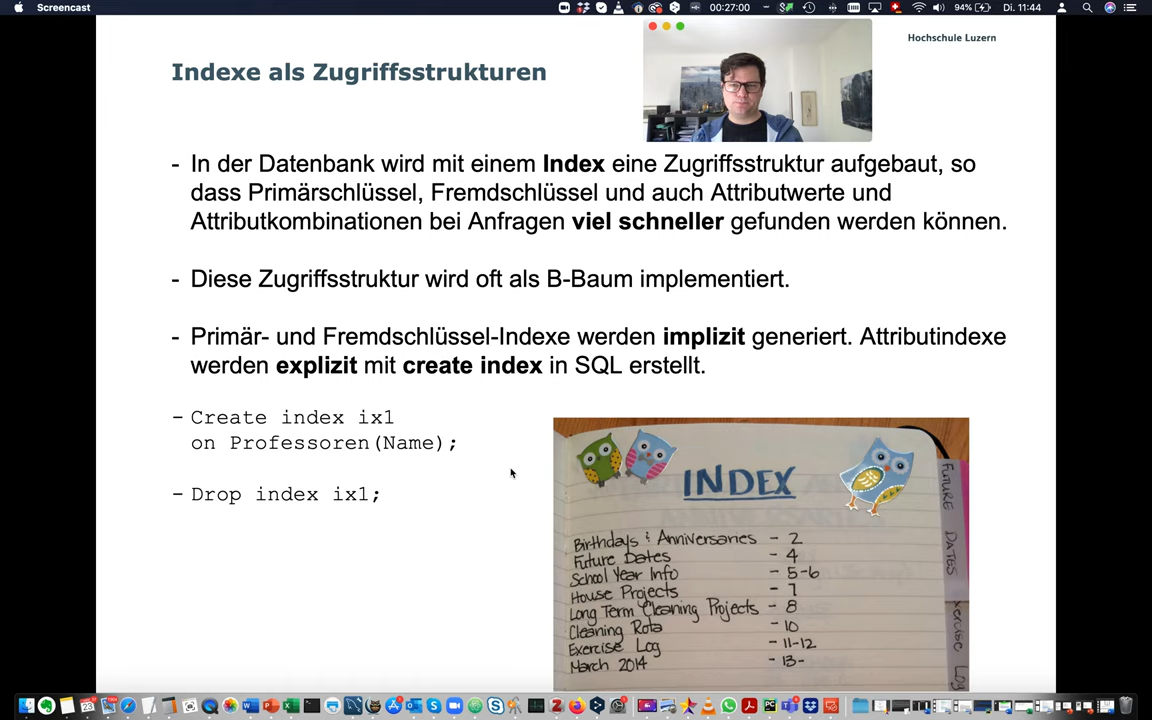 Screencast
00:27:00
94%
Di. 11:44
Hochschule Luzern
Indexe als Zugriffsstrukturen
- In der Datenbank wird mit einem Index eine Zugriffsstruktur aufgebaut, so
dass Primärschlüssel, Fremdschlüssel und auch Attributwerte und
Attributkombinationen bei Anfragen viel schneller gefunden werden können.
- Diese Zugriffsstruktur wird oft als B-Baum implementiert.
- Primär- und Fremdschlüssel-Indexe werden implizit generiert. Attributindexe
werden explizit mit create index in SQL erstellt.
- Create index ix1
on Professoren(Name);
- Drop index ix1;
INDEX
Birthdays & Anniversaries - 2
Future Dates - 4
School Year Info - 5-6
House Projects - 7
Long Term Cleaning Projects - 8
Cleaning Rota - 10
Exercise Log - 11-12
March 2014 - 13-
FUTURE DATES
Exercise Log